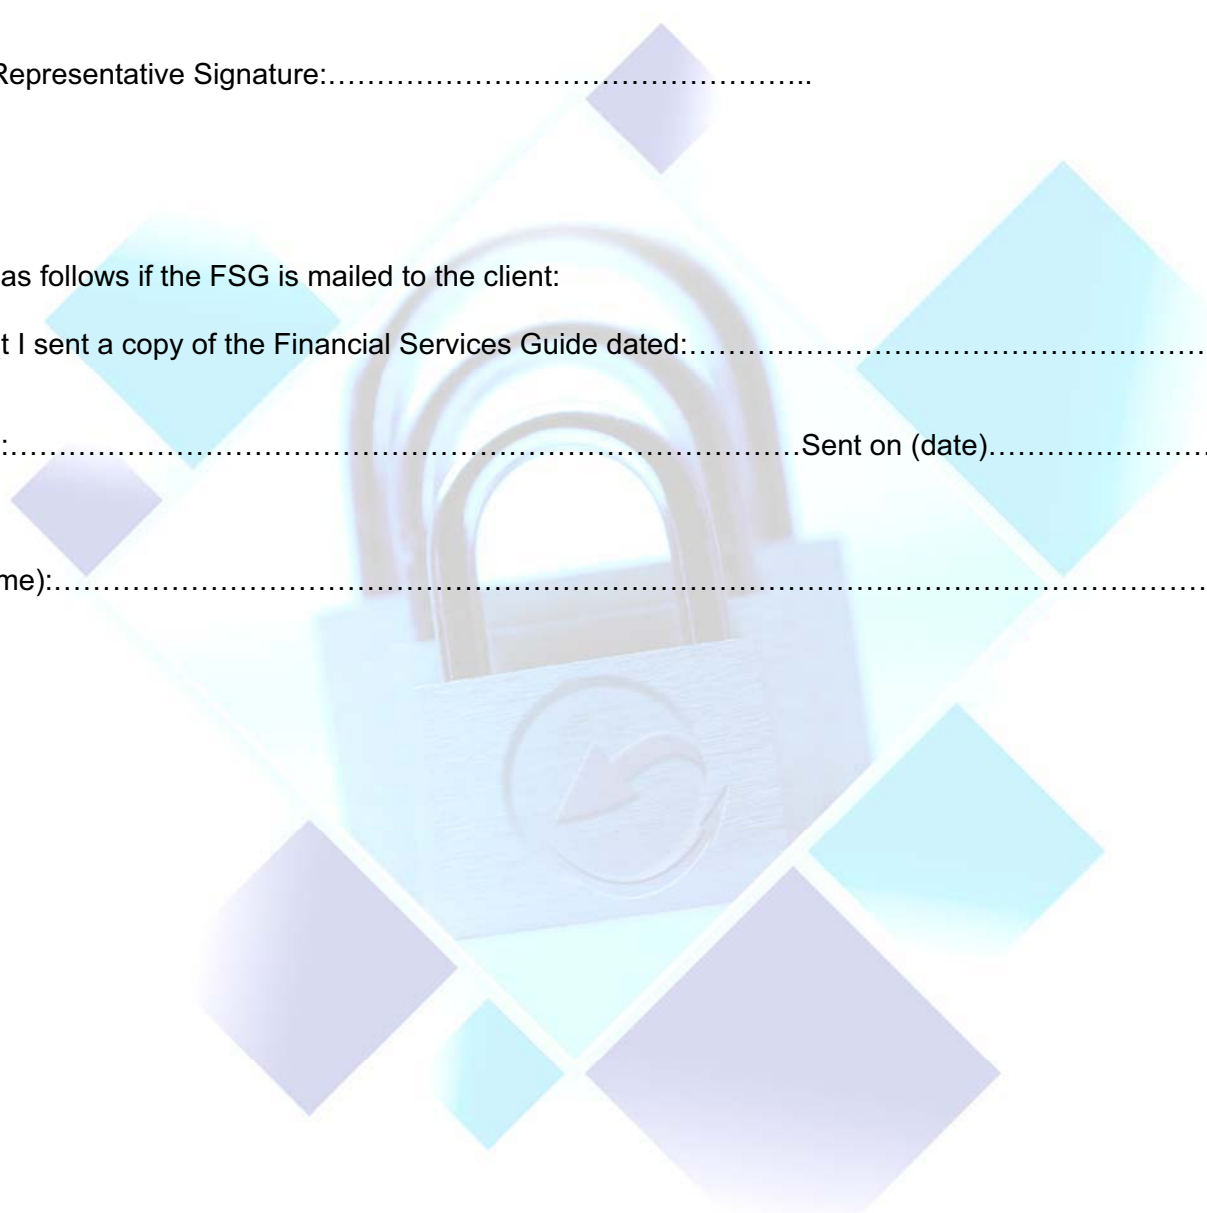 Representative Signature:…………………………………………..
as follows if the FSG is mailed to the client:
t I sent a copy of the Financial Services Guide dated:……………………………………………
:………………………………………………………………………Sent on (date)…………………
me):………………………………………………………………………………………………………